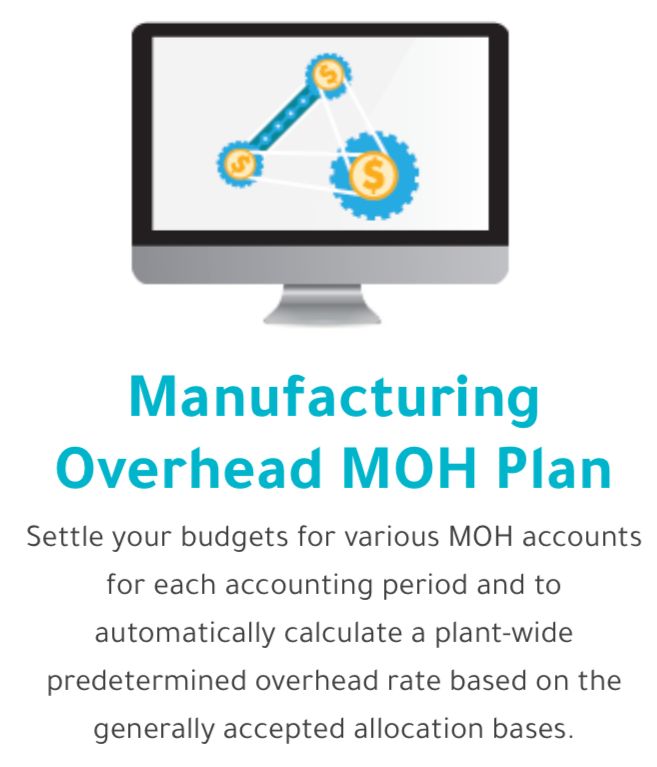 Manufacturing
Overhead MOH Plan
Settle your budgets for various MOH accounts
for each accounting period and to
automatically calculate a plant-wide
predetermined overhead rate based on the
generally accepted allocation bases.